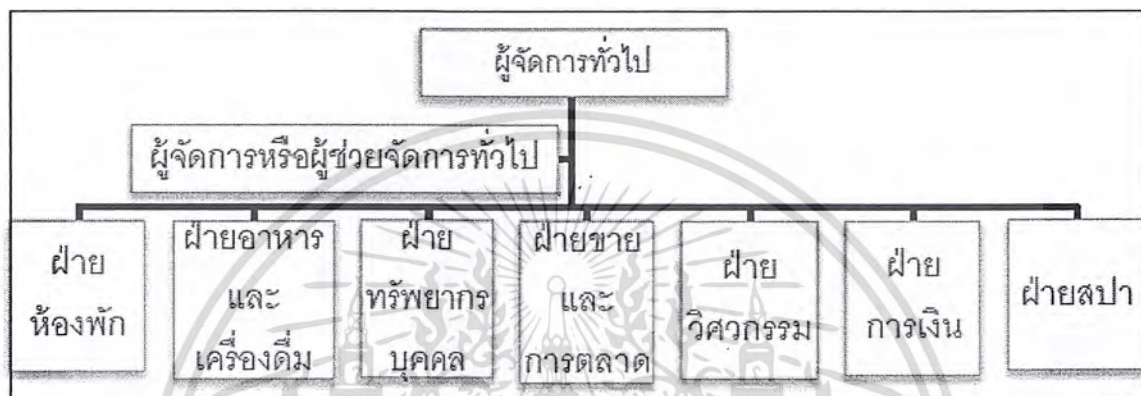 ผู้จัดการทั่วไป
ผู้จัดการหรือผู้ช่วยจัดการทั่วไป
ฝ่าย
ห้องพัก
ฝ่ายอาหาร
และ
เครื่องดื่ม
ฝ่าย
ทรัพยากร
บุคคล
ฝ่ายขาย
และ
การตลาด
ฝ่าย
วิศวกรรม
ฝ่าย
การเงิน
ฝ่ายสปา